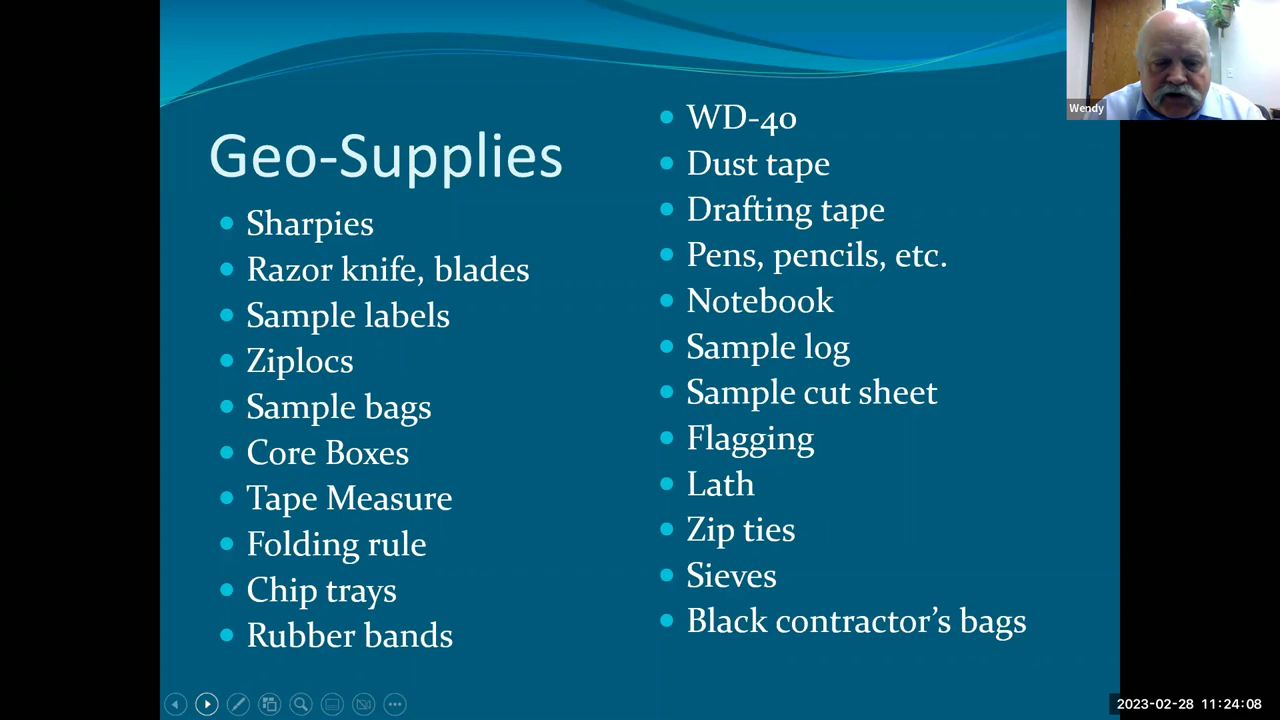 Geo-Supplies
Sharpies
Razor knife, blades
Sample labels
Ziplocs
Sample bags
Core Boxes
Tape Measure
Folding rule
Chip trays
Rubber bands
WD-40
Dust tape
Drafting tape
Pens, pencils, etc.
Notebook
Sample log
Sample cut sheet
Flagging
Lath
Zip ties
Sieves
Black contractor’s bags
Wendy
2023-02-28 11:24:08